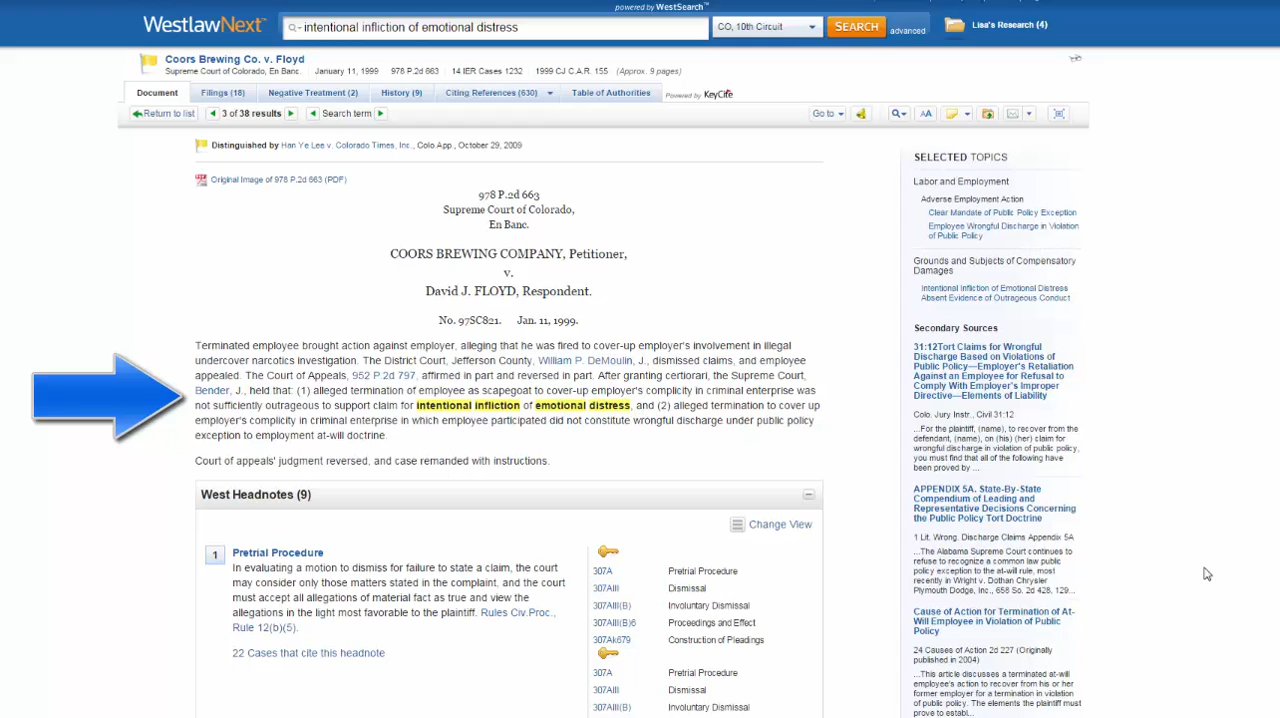 powered by WestSearch™
WestlawNext™
intentional infliction of emotional distress
CO, 10th Circuit
SEARCH
advanced
Lisa's Research (4)
Coors Brewing Co. v. Floyd
Supreme Court of Colorado, En Banc. January 11, 1999 978 P.2d 663 14 IER Cases 1232 1999 CJ C.A.R. 155 (Approx. 9 pages)
Document Filings (18) Negative Treatment (2) History (9) Citing References (630) Table of Authorities Powered by KeyCite
Return to list 3 of 38 results Search term Go to AA
Distinguished by Han Ye Lee v. Colorado Times, Inc., Colo.App., October 29, 2009
Original Image of 978 P.2d 663 (PDF)
978 P.2d 663
Supreme Court of Colorado,
En Banc.
COORS BREWING COMPANY, Petitioner,
v.
David J. FLOYD, Respondent.
No. 97SC821. Jan. 11, 1999.
Terminated employee brought action against employer, alleging that he was fired to cover-up employer's involvement in illegal
undercover narcotics investigation. The District Court, Jefferson County, William P. DeMoulin, J., dismissed claims, and employee
appealed. The Court of Appeals, 952 P.2d 797, affirmed in part and reversed in part. After granting certiorari, the Supreme Court,
Bender, J., held that: (1) alleged termination of employee as scapegoat to cover-up employer's complicity in criminal enterprise was
not sufficiently outrageous to support claim for intentional infliction of emotional distress, and (2) alleged termination to cover up
employer's complicity in criminal enterprise in which employee participated did not constitute wrongful discharge under public policy
exception to employment at-will doctrine.
Court of appeals' judgment reversed, and case remanded with instructions.
West Headnotes (9)
Change View
1 Pretrial Procedure
In evaluating a motion to dismiss for failure to state a claim, the court
may consider only those matters stated in the complaint, and the court
must accept all allegations of material fact as true and view the
allegations in the light most favorable to the plaintiff. Rules Civ.Proc.,
Rule 12(b)(5).
22 Cases that cite this headnote
307A Pretrial Procedure
307AIII Dismissal
307AIII(B) Involuntary Dismissal
307AIII(B)6 Proceedings and Effect
307Ak679 Construction of Pleadings
307A Pretrial Procedure
307AIII Dismissal
307AIII(B) Involuntary Dismissal
SELECTED TOPICS
Labor and Employment
Adverse Employment Action
Clear Mandate of Public Policy Exception
Employee Wrongful Discharge in Violation
of Public Policy
Grounds and Subjects of Compensatory
Damages
Intentional Infliction of Emotional Distress
Absent Evidence of Outrageous Conduct
Secondary Sources
31:12Tort Claims for Wrongful
Discharge Based on Violations of
Public Policy—Employer's Retaliation
Against an Employee for Refusal to
Comply With Employer's Improper
Directive—Elements of Liability
Colo. Jury Instr., Civil 31:12
...For the plaintiff, (name), to recover from the
defendant, (name), on (his) (her) claim for
wrongful discharge in violation of public policy,
you must find that all of the following have
been proved by ...
APPENDIX 5A. State-By-State
Compendium of Leading and
Representative Decisions Concerning
the Public Policy Tort Doctrine
1 Lit. Wrong. Discharge Claims Appendix 5A
...The Alabama Supreme Court continues to
refuse to recognize a common law public
policy exception to the at-will rule, most
recently in Wright v. Dothan Chrysler
Plymouth Dodge, Inc., 658 So. 2d 428, 129...
Cause of Action for Termination of At-
Will Employee in Violation of Public
Policy
24 Causes of Action 2d 227 (Originally
published in 2004)
...This article discusses a terminated at-will
employee's action to recover from his or her
former employer for a termination in violation
of public policy. The elements the plaintiff must
prove to establ...